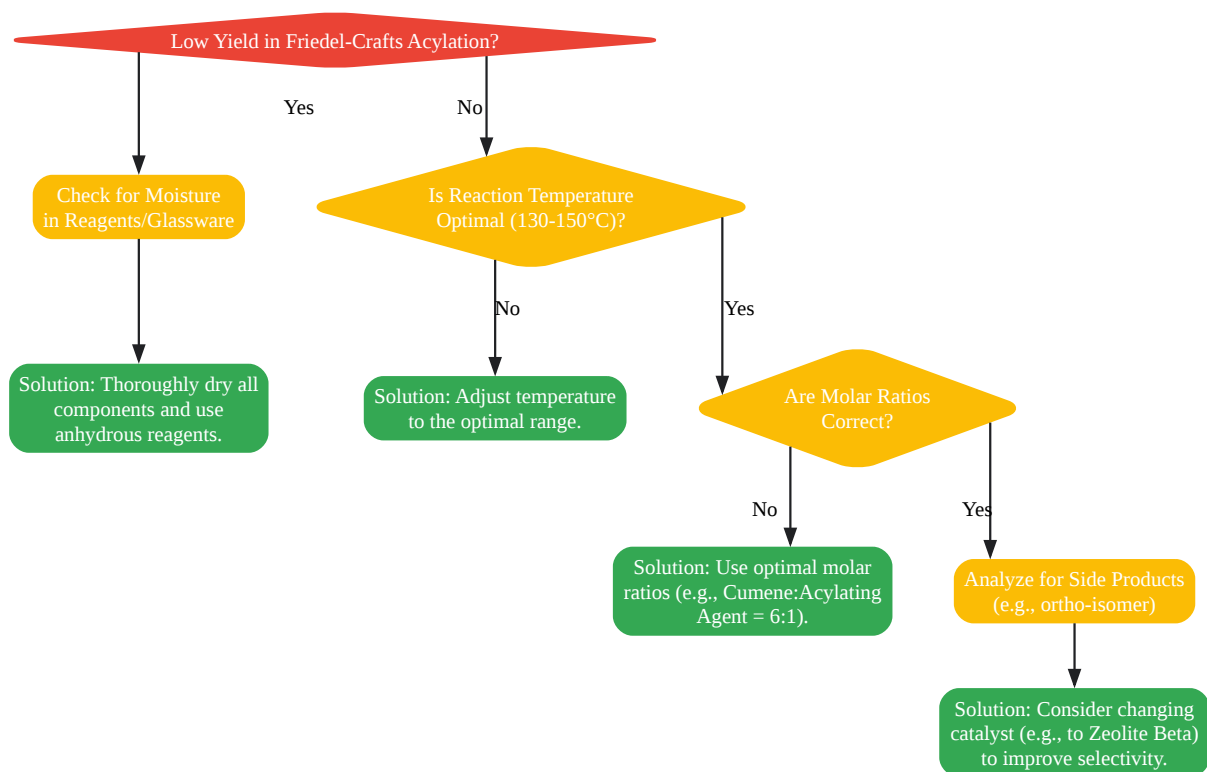 Low Yield in Friedel-Crafts Acylation?
Yes
No
Check for Moisture
in Reagents/Glassware
Is Reaction Temperature
Optimal (130-150°C)?
No
Yes
Solution: Thoroughly dry all
components and use
anhydrous reagents.
Solution: Adjust temperature
to the optimal range.
Are Molar Ratios
Correct?
No
Yes
Solution: Use optimal molar
ratios (e.g., Cumene:Acylating
Agent = 6:1).
Analyze for Side Products
(e.g., ortho-isomer)
Solution: Consider changing
catalyst (e.g., to Zeolite Beta)
to improve selectivity.